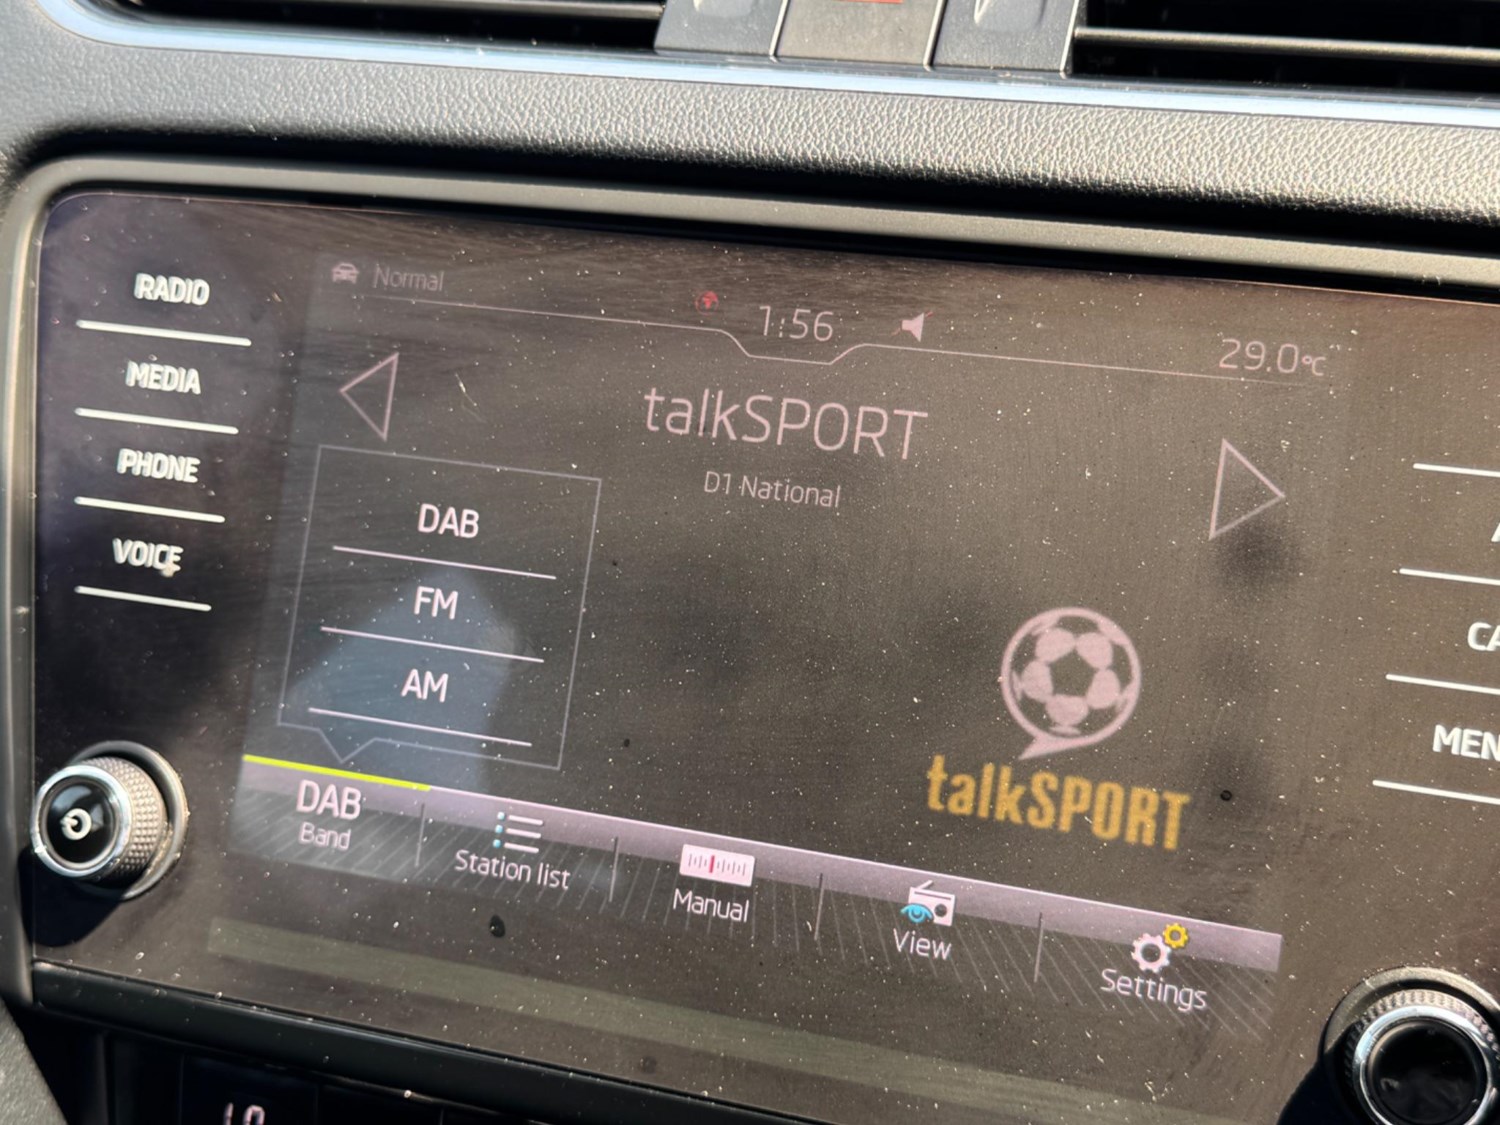 RADIO
MEDIA
PHONE
VOICE
Normal
1:56
29.0°C
talkSPORT
D1 National
DAB
FM
AM
talkSPORT
DAB
Band
Station list
Manual
View
Settings